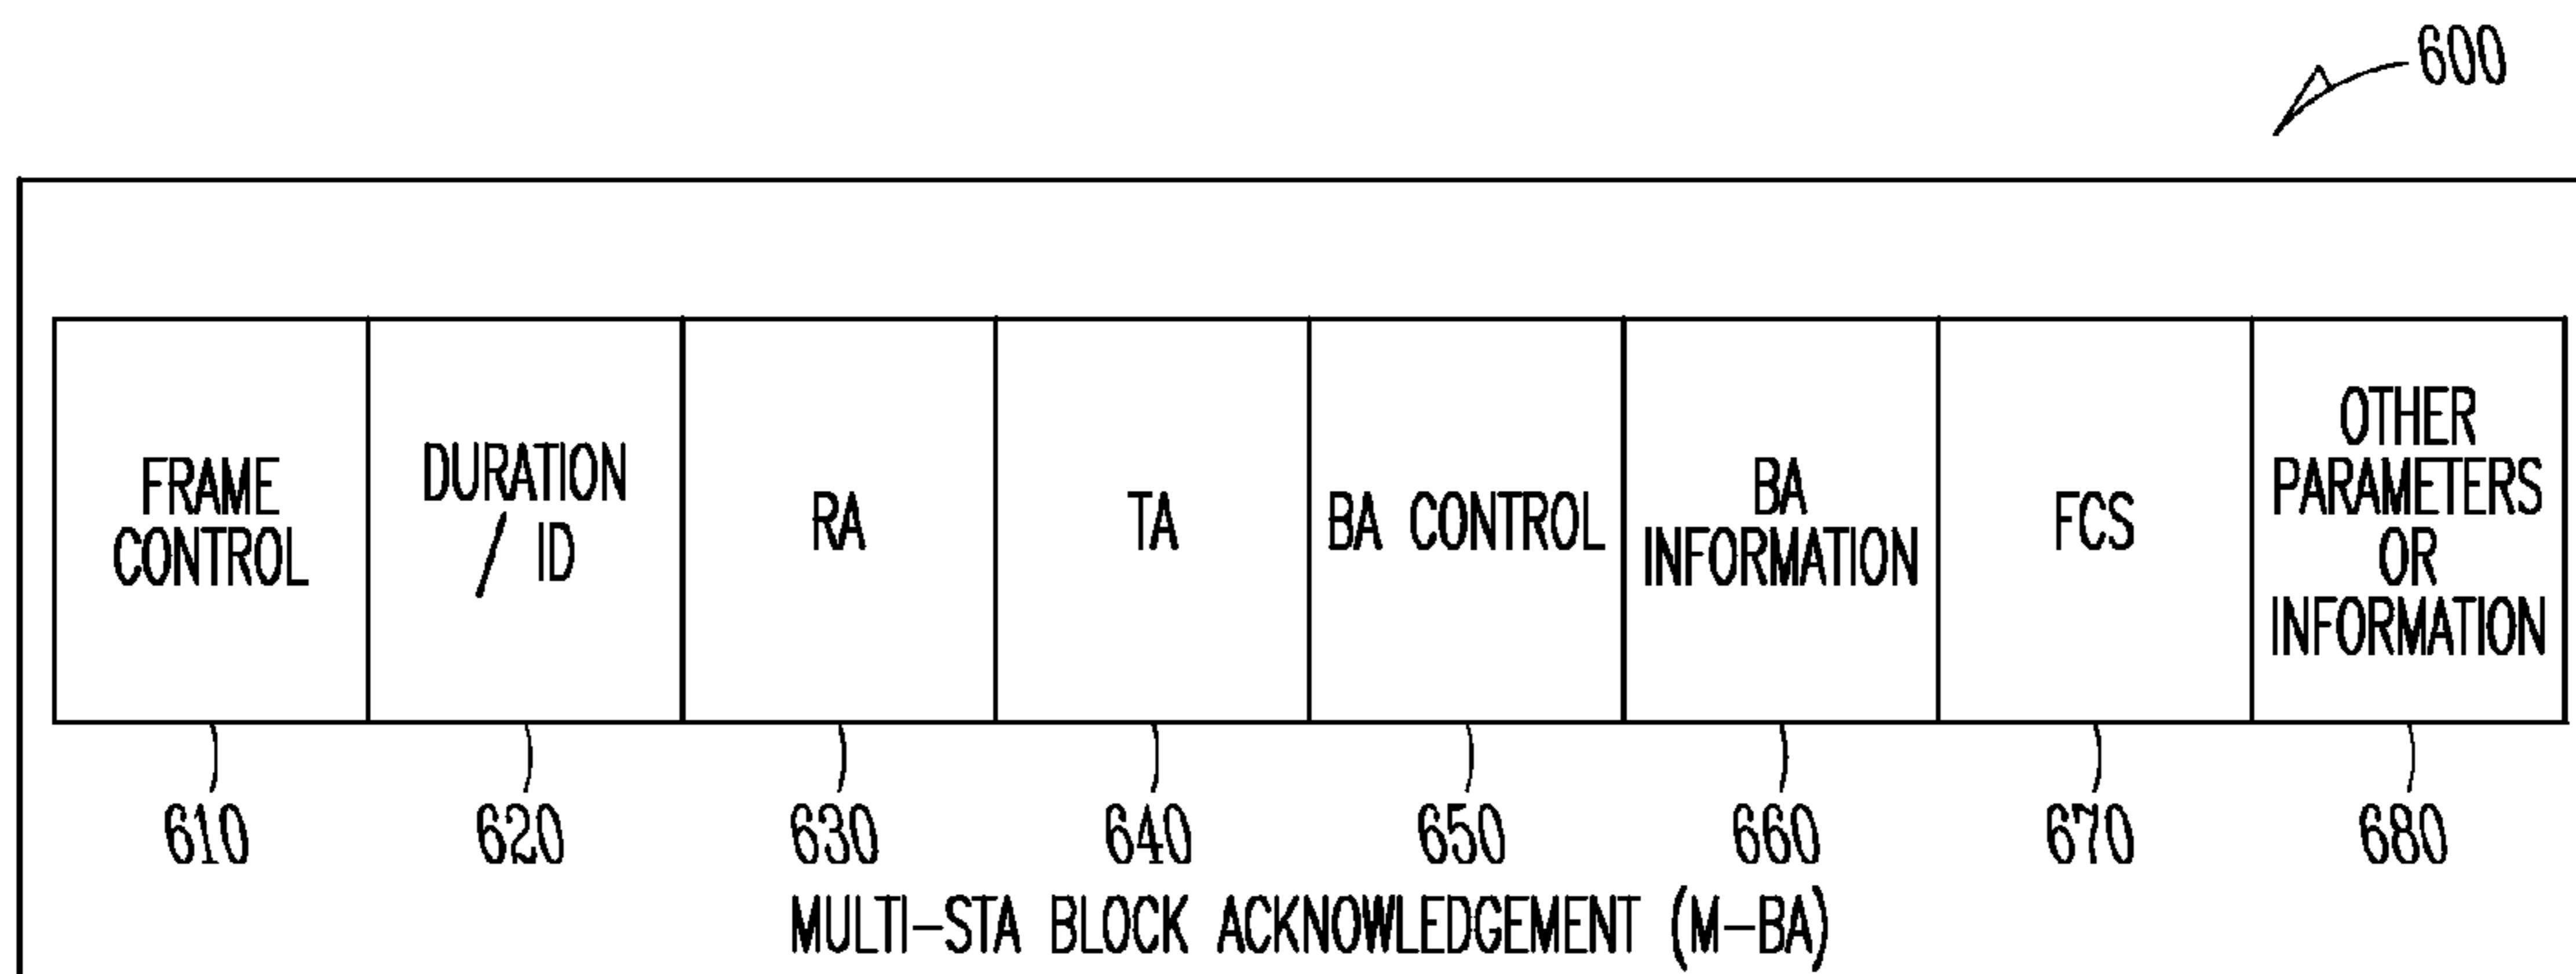 600
FRAME
CONTROL
DURATION
/ ID
RA
TA
BA CONTROL
BA
INFORMATION
FCS
OTHER
PARAMETERS
OR
INFORMATION
610
620
630
640
650
660
670
680
MULTI-STA BLOCK ACKNOWLEDGEMENT (M-BA)